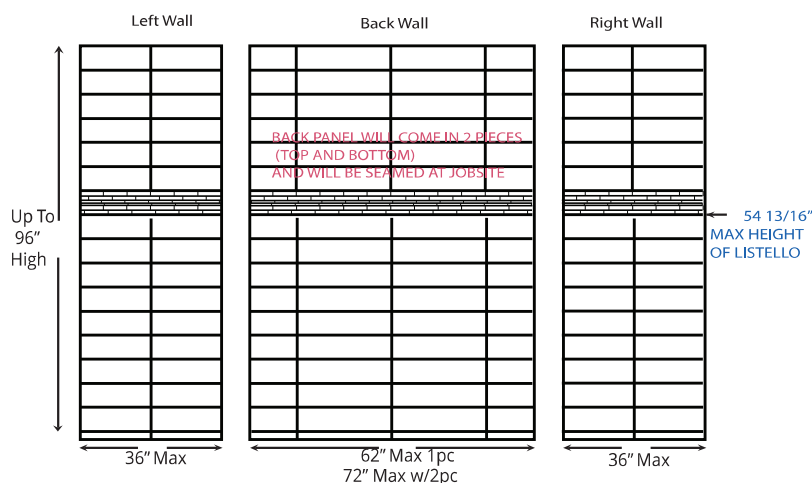 Left Wall
Back Wall
Right Wall
BACK PANEL WILL COME IN 2 PIECES
(TOP AND BOTTOM)
AND WILL BE SEAMED AT JOBSITE
Up To
96”
High
54 13/16”
MAX HEIGHT
OF LISTELLO
36” Max
62” Max 1pc
72” Max w/2pc
36” Max